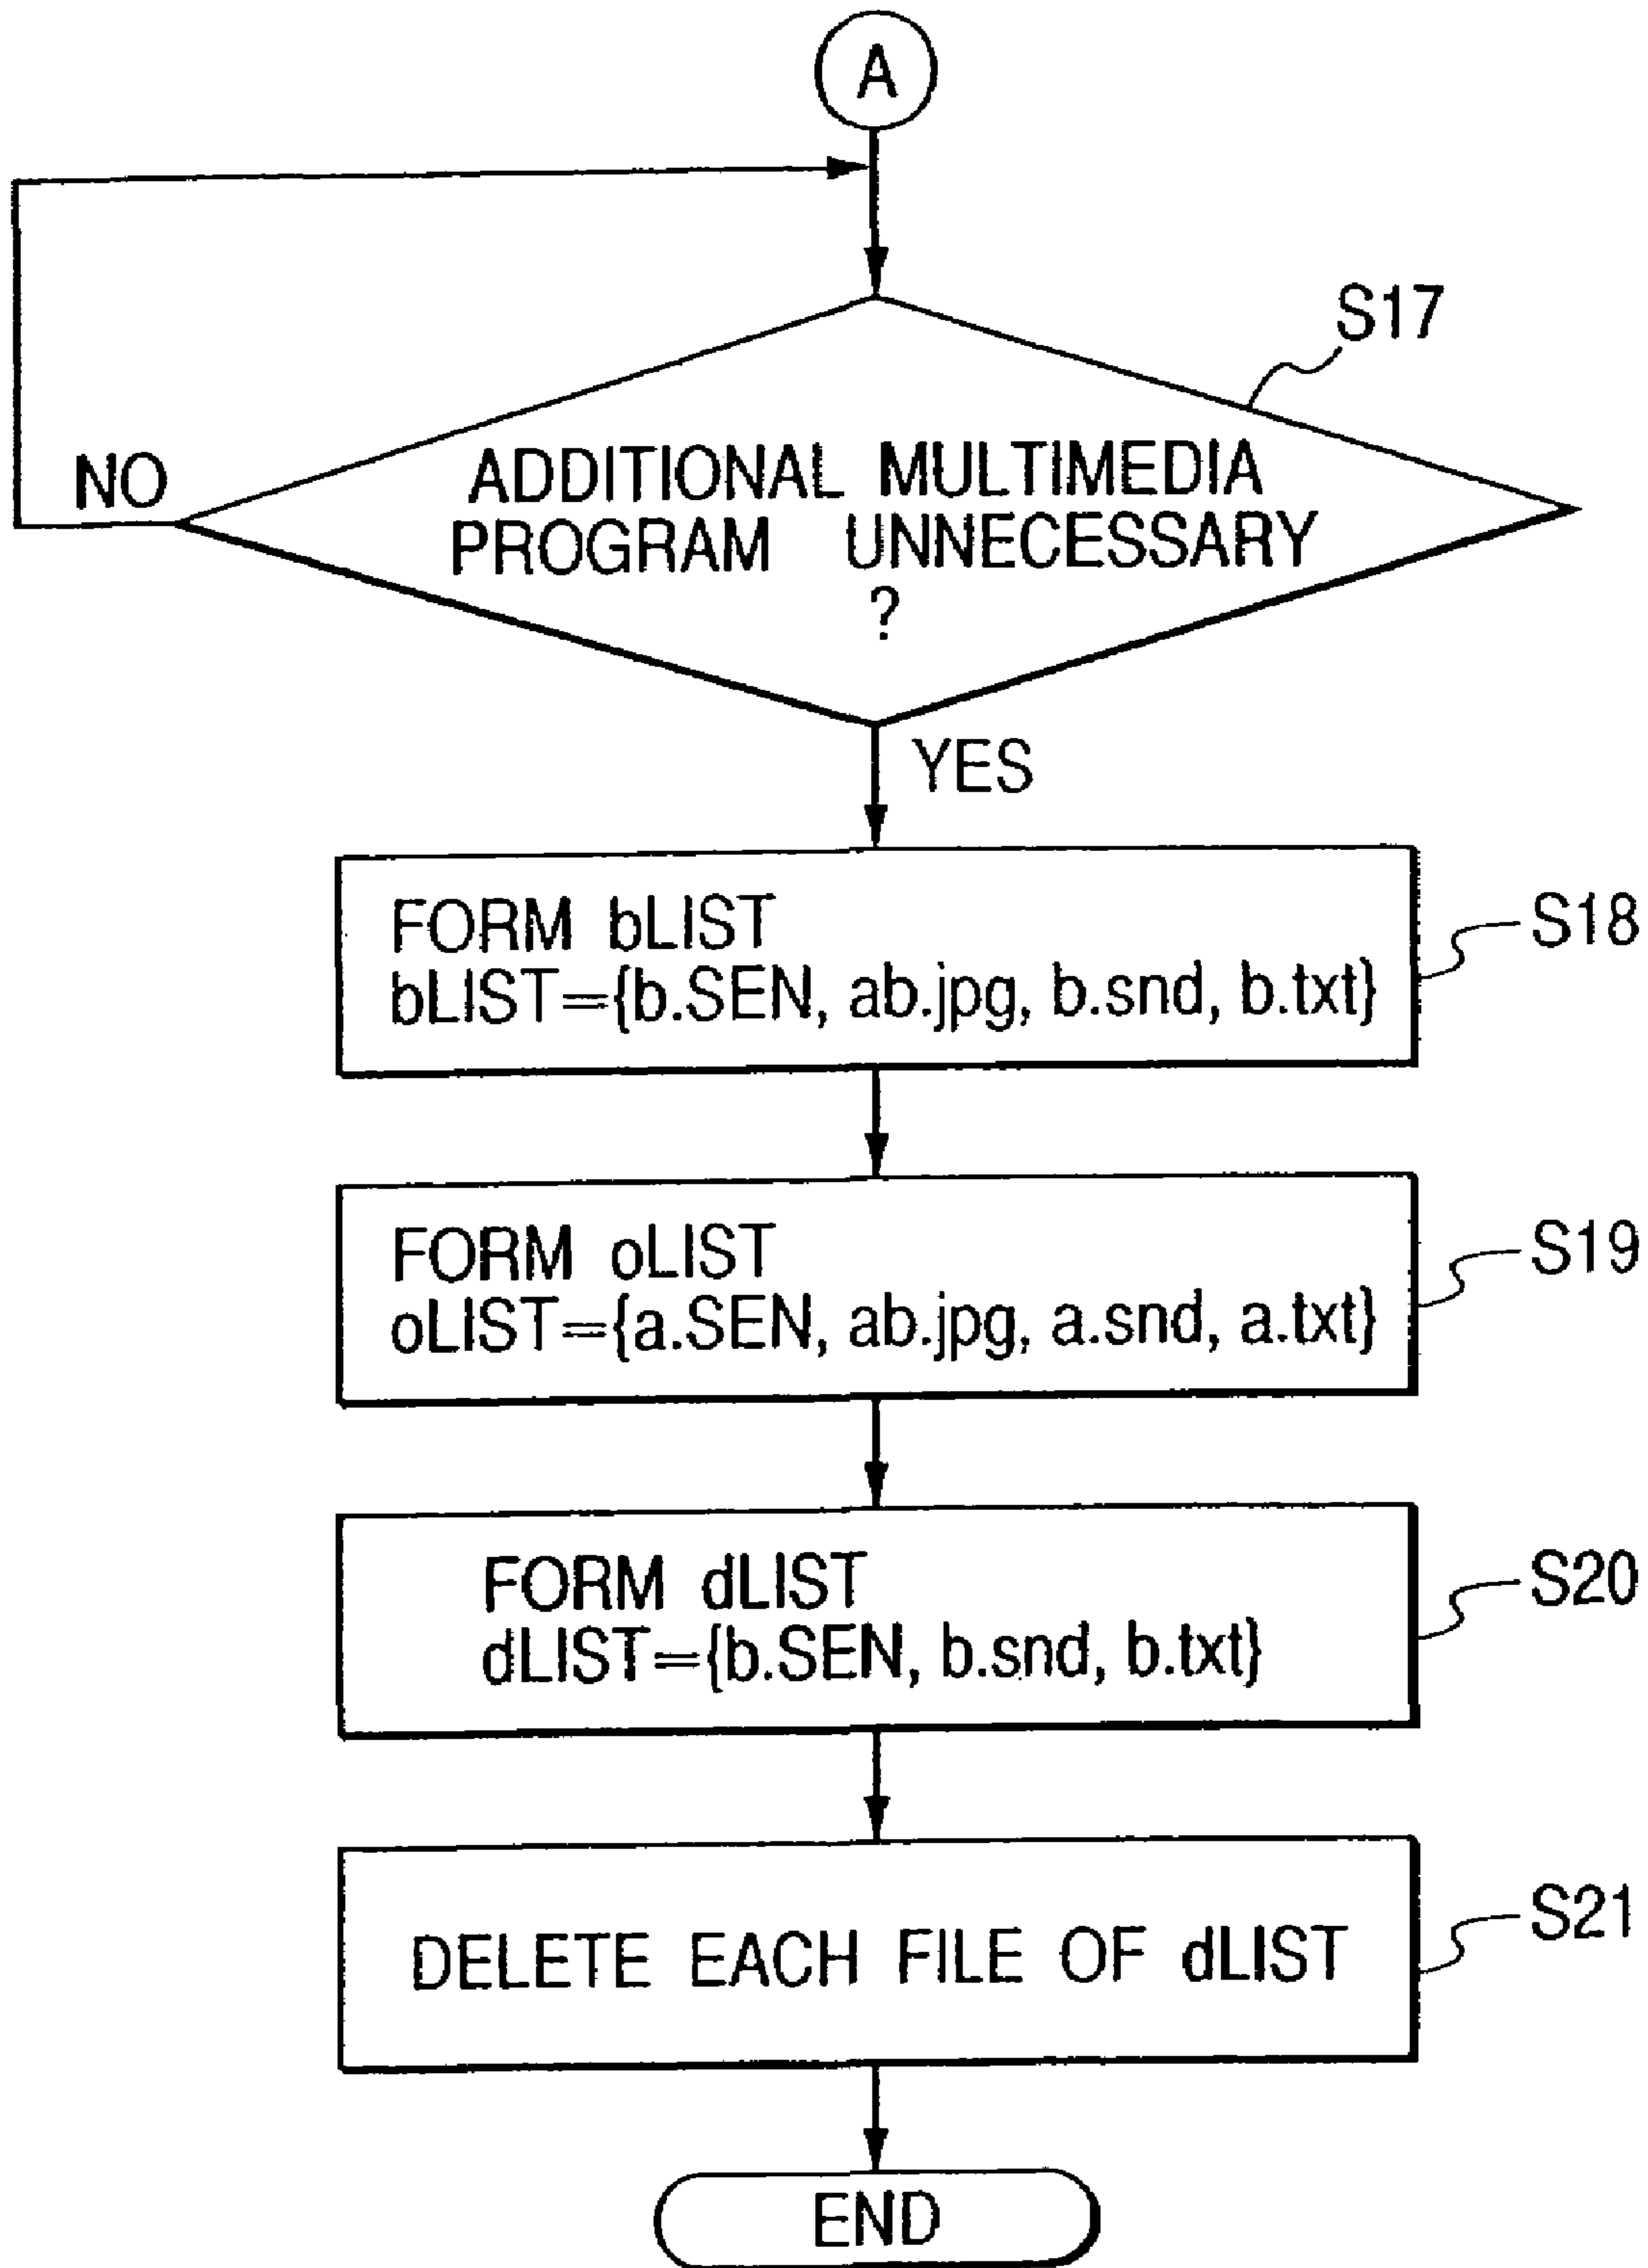 A
S17
NO
ADDITIONAL MULTIMEDIA
PROGRAM UNNECESSARY
?
YES
FORM bLIST
bLIST={b.SEN, ab.jpg, b.snd, b.txt}
S18
FORM oLIST
oLIST={a.SEN, ab.jpg, a.snd, a.txt}
S19
FORM dLIST
dLIST={b.SEN, b.snd, b.txt}
S20
DELETE EACH FILE OF dLIST
S21
END